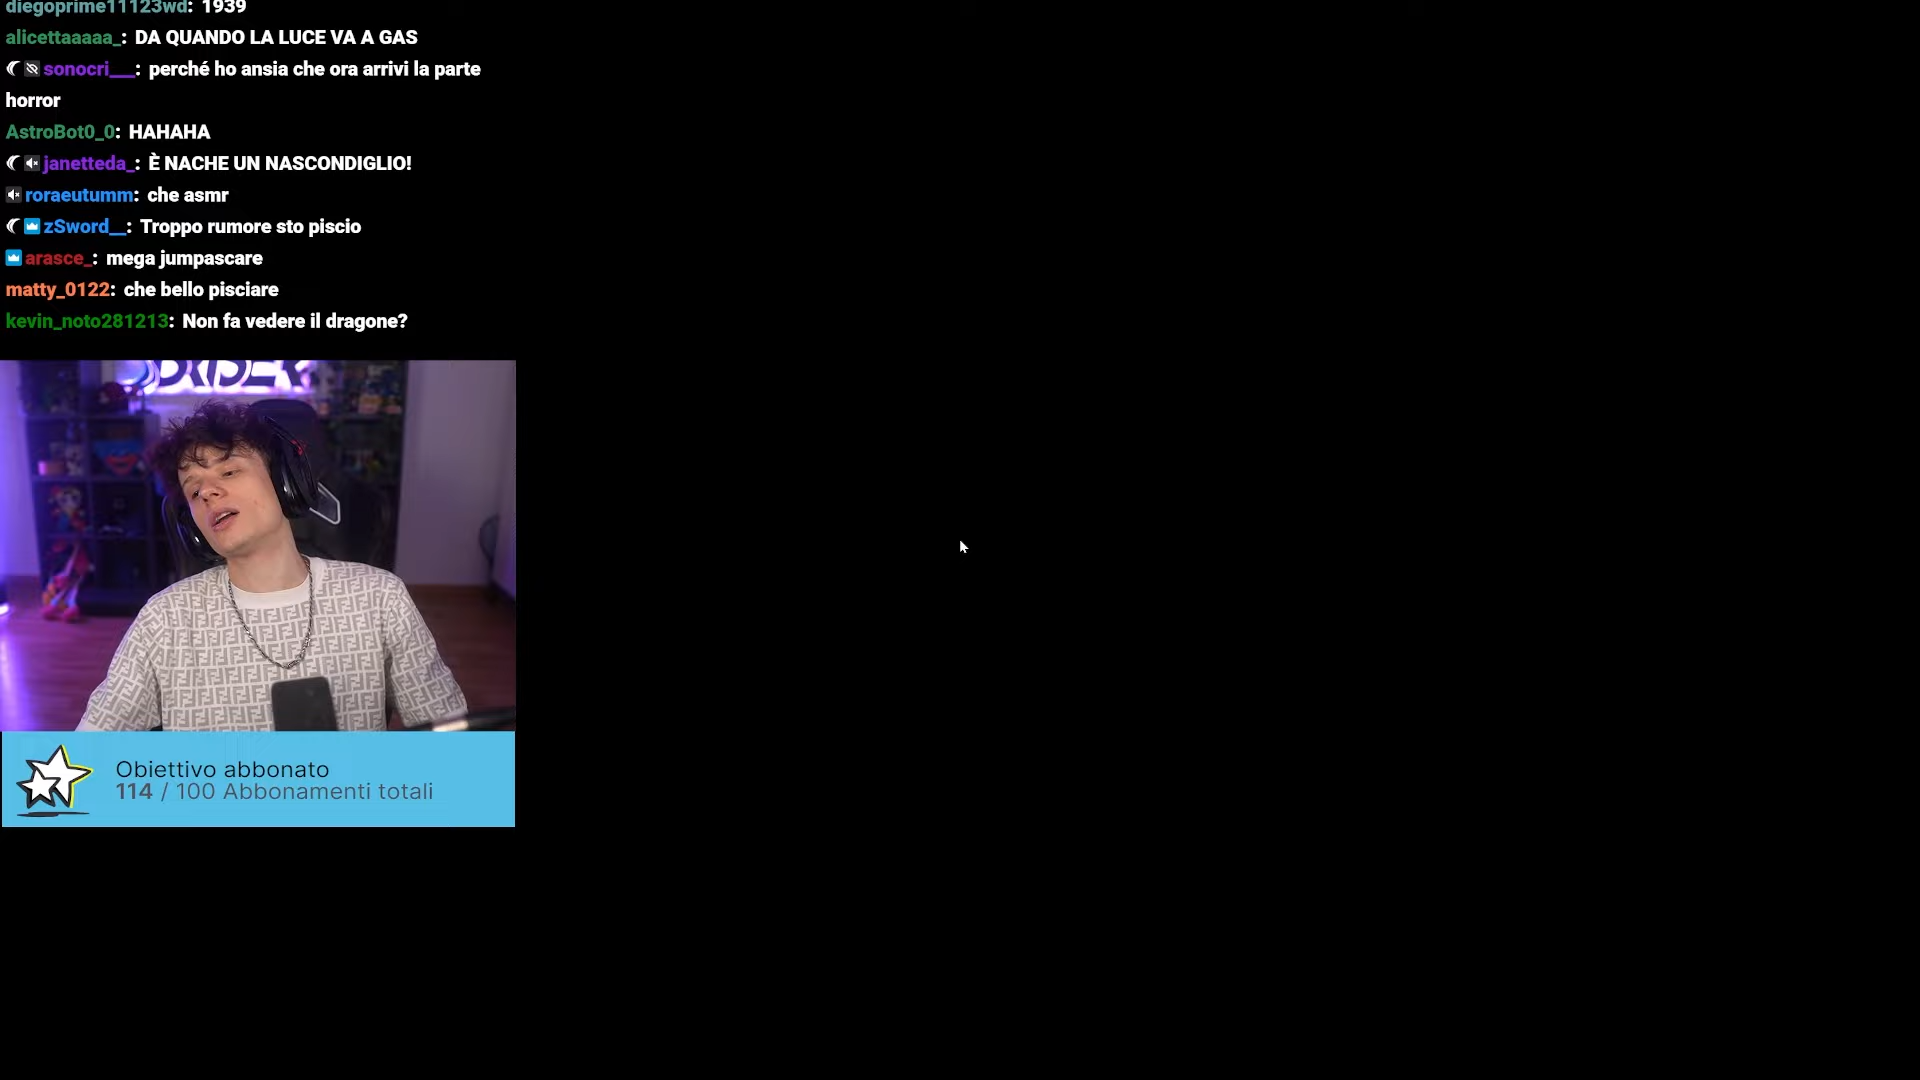 diegoprime11123wd: 1939
alicettaaaaa_: DA QUANDO LA LUCE VA A GAS
sonocri___: perché ho ansia che ora arrivi la parte
horror
AstroBot0_0: HAHAHA
janetteda_: È NACHE UN NASCONDIGLIO!
roraeutumm: che asmr
zSword__: Troppo rumore sto piscio
arasce_: mega jumpascare
matty_0122: che bello pisciare
kevin_noto281213: Non fa vedere il dragone?
Obiettivo abbonato
114 / 100 Abbonamenti totali